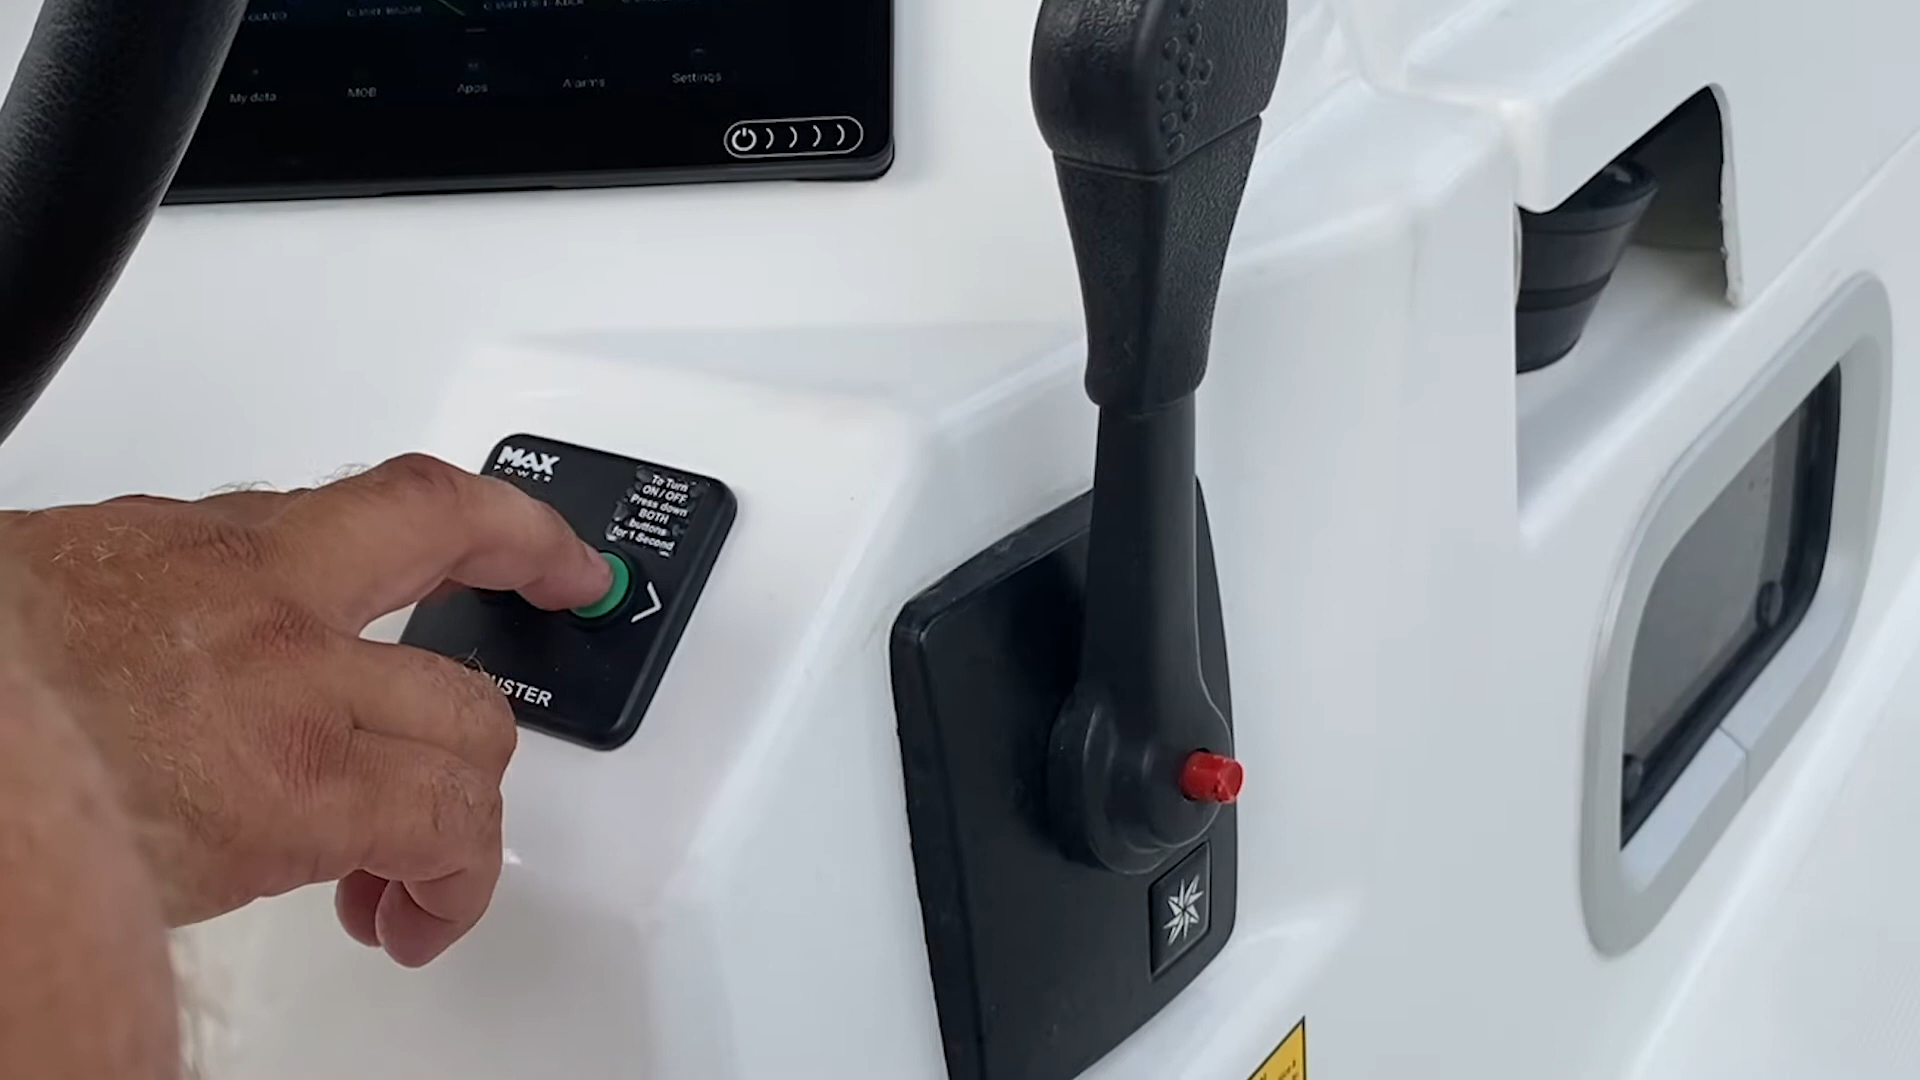 My data MOB Apps Alarms Settings
MAX
POWER
To Turn
ON / OFF
Press down
BOTH
buttons
for 1 Second
USTER